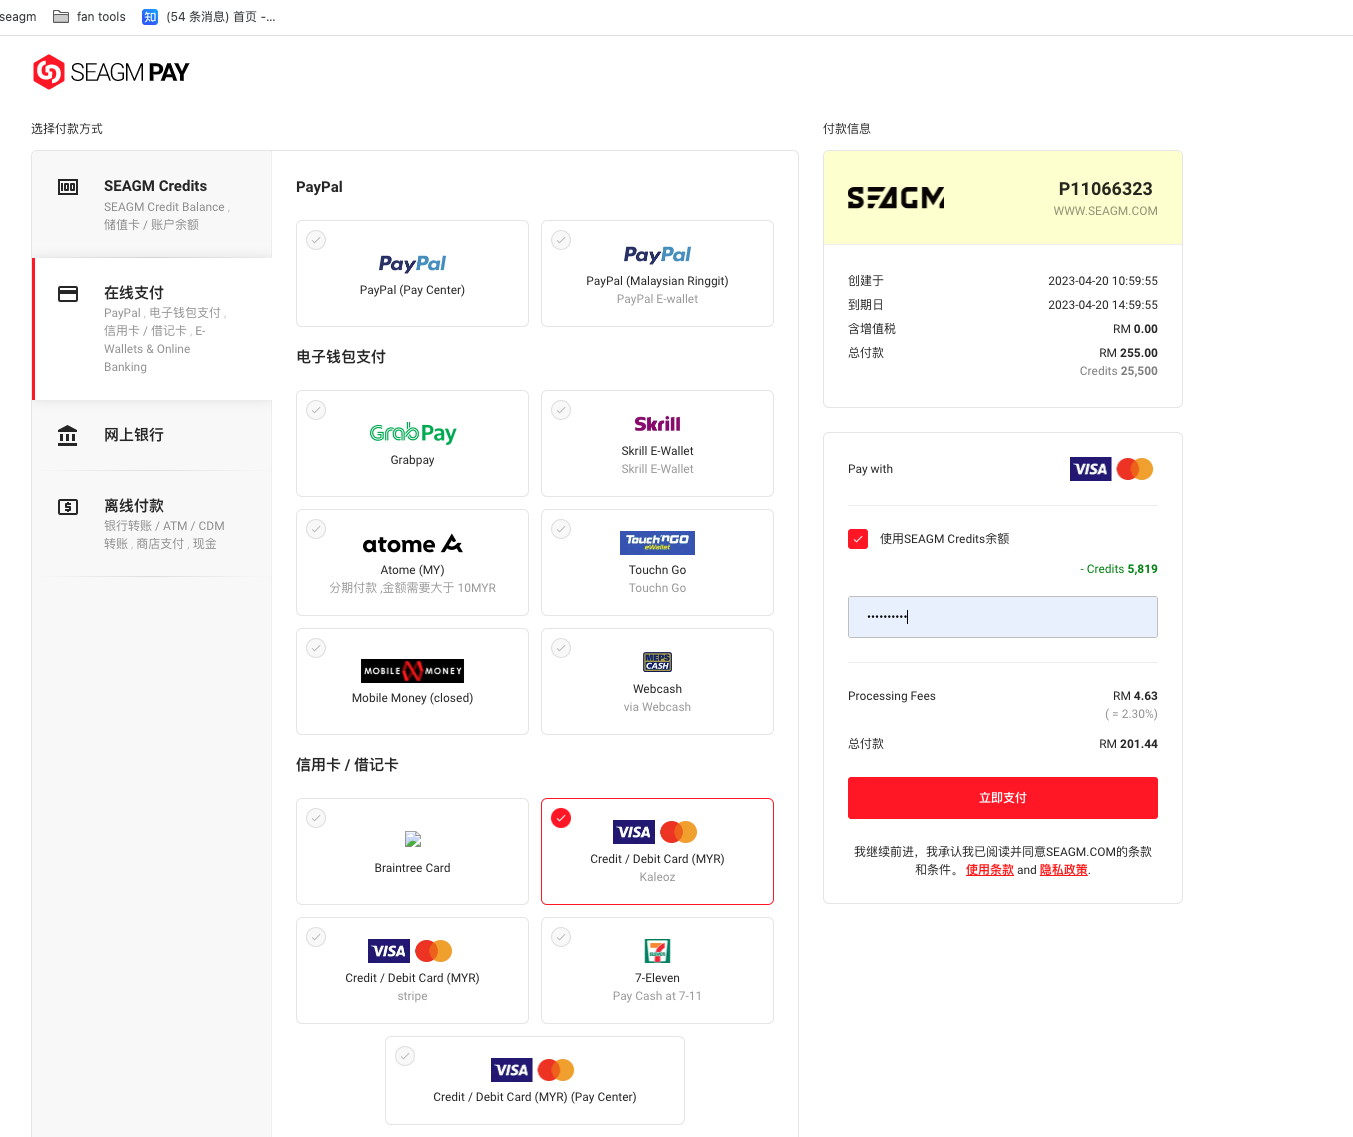 seagm fan tools 知 (54 条消息) 首页 -...
SEAGM PAY
选择付款方式
SEAGM Credits
SEAGM Credit Balance ,
储值卡 / 账户余额
在线支付
PayPal , 电子钱包支付 ,
信用卡 / 借记卡 , E-
Wallets & Online
Banking
网上银行
离线付款
银行转账 / ATM / CDM
转账 , 商店支付 , 现金
PayPal
PayPal
PayPal (Pay Center)
PayPal
PayPal (Malaysian Ringgit)
PayPal E-wallet
电子钱包支付
GrabPay
Grabpay
Skrill
Skrill E-Wallet
Skrill E-Wallet
atome
Atome (MY)
分期付款 ,金额需要大于 10MYR
Touch'nGO
eWallet
Touchn Go
Touchn Go
MOBILE MONEY
Mobile Money (closed)
MEPS
CASH
Webcash
via Webcash
信用卡 / 借记卡
Braintree Card
VISA
Credit / Debit Card (MYR)
Kaleoz
VISA
Credit / Debit Card (MYR)
stripe
7-Eleven
Pay Cash at 7-11
VISA
Credit / Debit Card (MYR) (Pay Center)
付款信息
SEAGM
P11066323
WWW.SEAGM.COM
创建于 2023-04-20 10:59:55
到期日 2023-04-20 14:59:55
含增值税 RM 0.00
总付款 RM 255.00
Credits 25,500
Pay with VISA
使用SEAGM Credits余额
- Credits 5,819
••••••••••
Processing Fees RM 4.63
( = 2.30%)
总付款 RM 201.44
立即支付
我继续前进，我承认我已阅读并同意SEAGM.COM的条款
和条件。 使用条款 and 隐私政策.